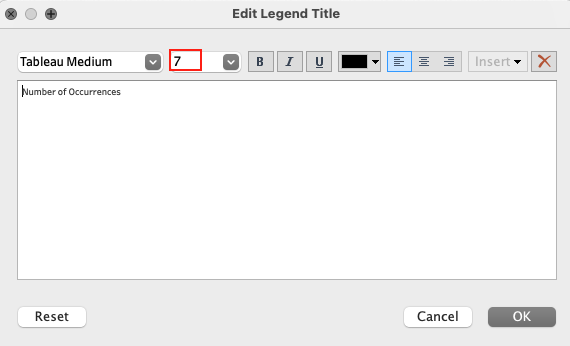 Edit Legend Title
Tableau Medium 7 B I U Insert
Number of Occurrences
Reset Cancel OK